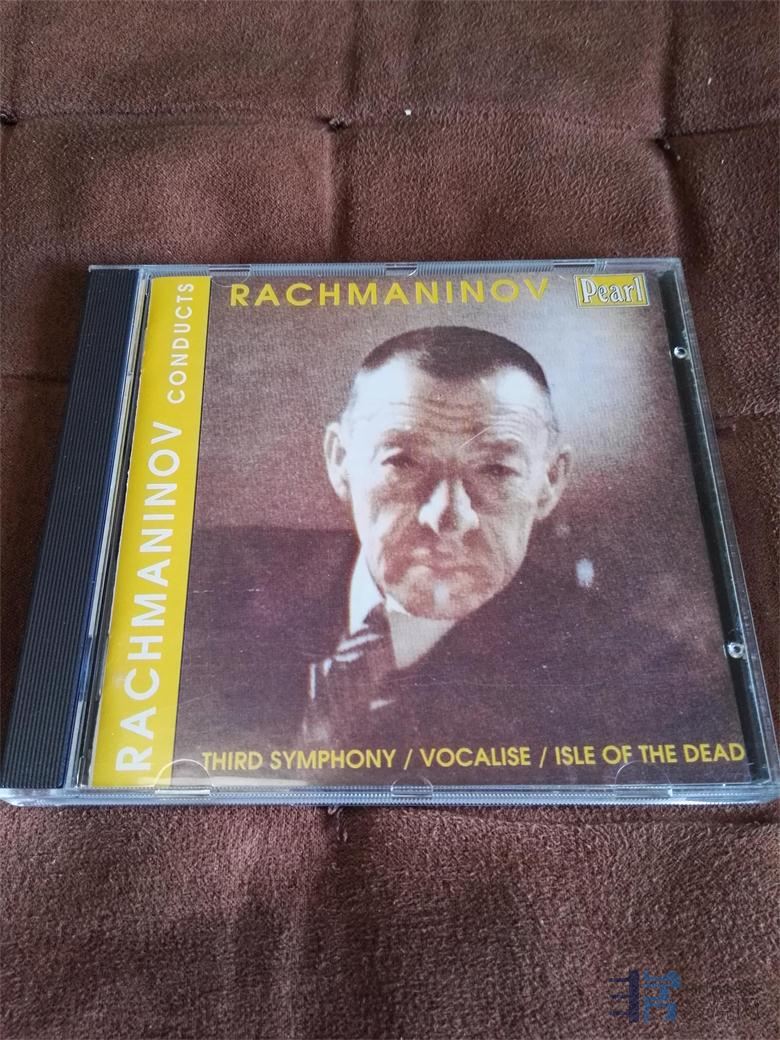 RACHMANINOV
Pearl
RACHMANINOV CONDUCTS
THIRD SYMPHONY / VOCALISE / ISLE OF THE DEAD